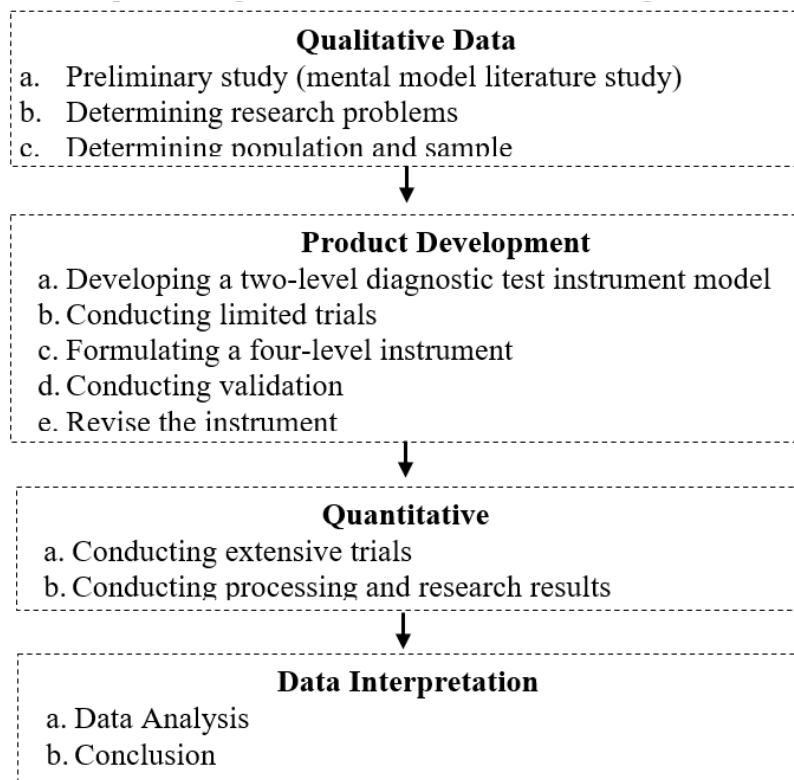 Qualitative Data
a. Preliminary study (mental model literature study)
b. Determining research problems
c. Determining population and sample
Product Development
a. Developing a two-level diagnostic test instrument model
b. Conducting limited trials
c. Formulating a four-level instrument
d. Conducting validation
e. Revise the instrument
Quantitative
a. Conducting extensive trials
b. Conducting processing and research results
Data Interpretation
a. Data Analysis
b. Conclusion